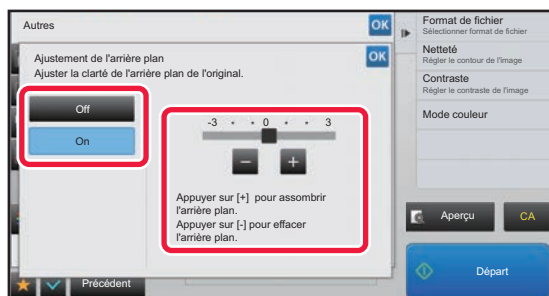 Autres
OK
Ajustement de l'arrière plan
Ajuster la clarté de l'arrière plan de l'original.
OK
Off
On
-3 0 3
Appuyer sur [+] pour assombrir
l'arrière plan.
Appuyer sur [-] pour effacer
l'arrière plan.
Précédent
Format de fichier
Sélectionner format de fichier
Netteté
Régler le contour de l'image
Contraste
Régler le contraste de l'image
Mode couleur
Aperçu
CA
Départ